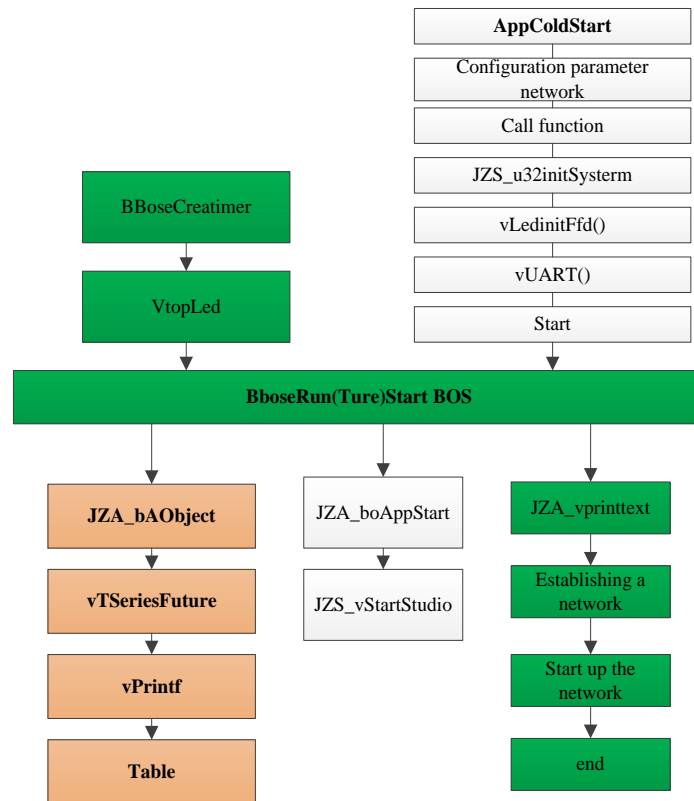 AppColdStart
Configuration parameter
network
Call function
JZS_u32initSysterm
vLedinitFfd()
vUART()
Start
BBoseCreatimer
VtopLed
BboseRun(Ture)Start BOS
JZA_bAObject
vTSeriesFuture
vPrintf
Table
JZA_boAppStart
JZS_vStartStudio
JZA_vprinttext
Establishing a
network
Start up the
network
end